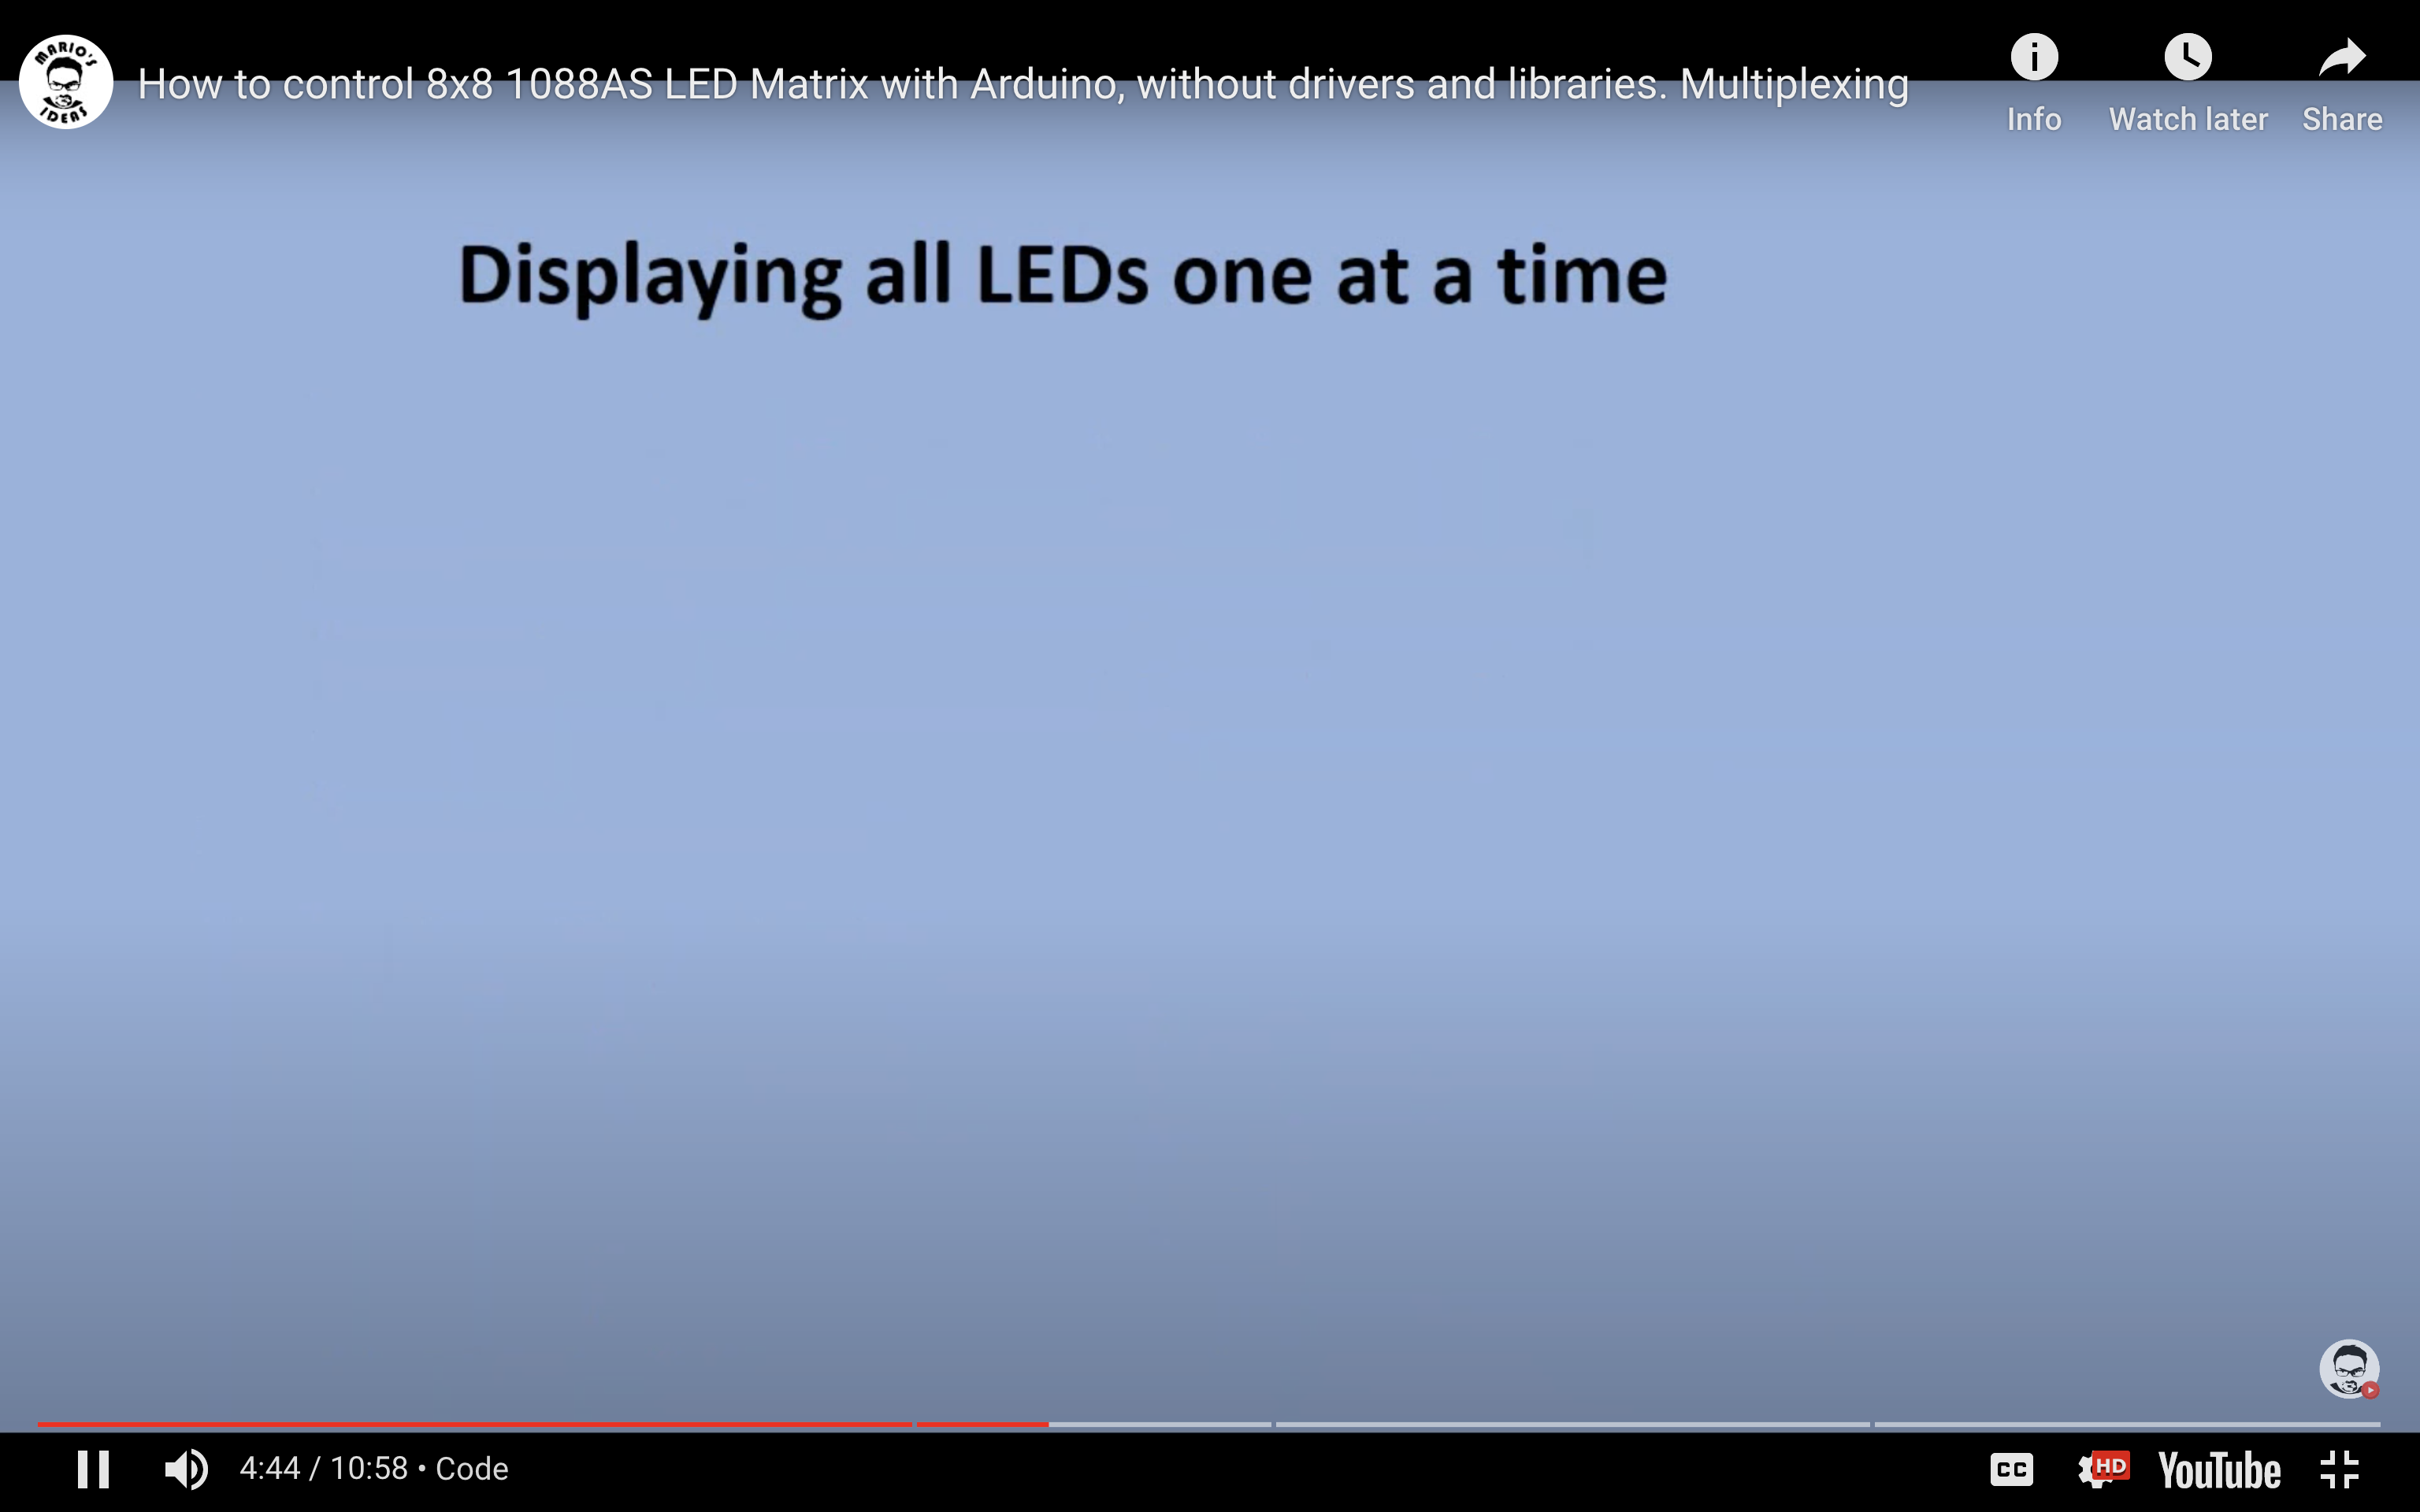 MARIO'S
IDEAS
How to control 8x8 1088AS LED Matrix with Arduino, without drivers and libraries. Multiplexing
Info
Watch later
Share
Displaying all LEDs one at a time
4:44 / 10:58 • Code
CC
HD
YouTube